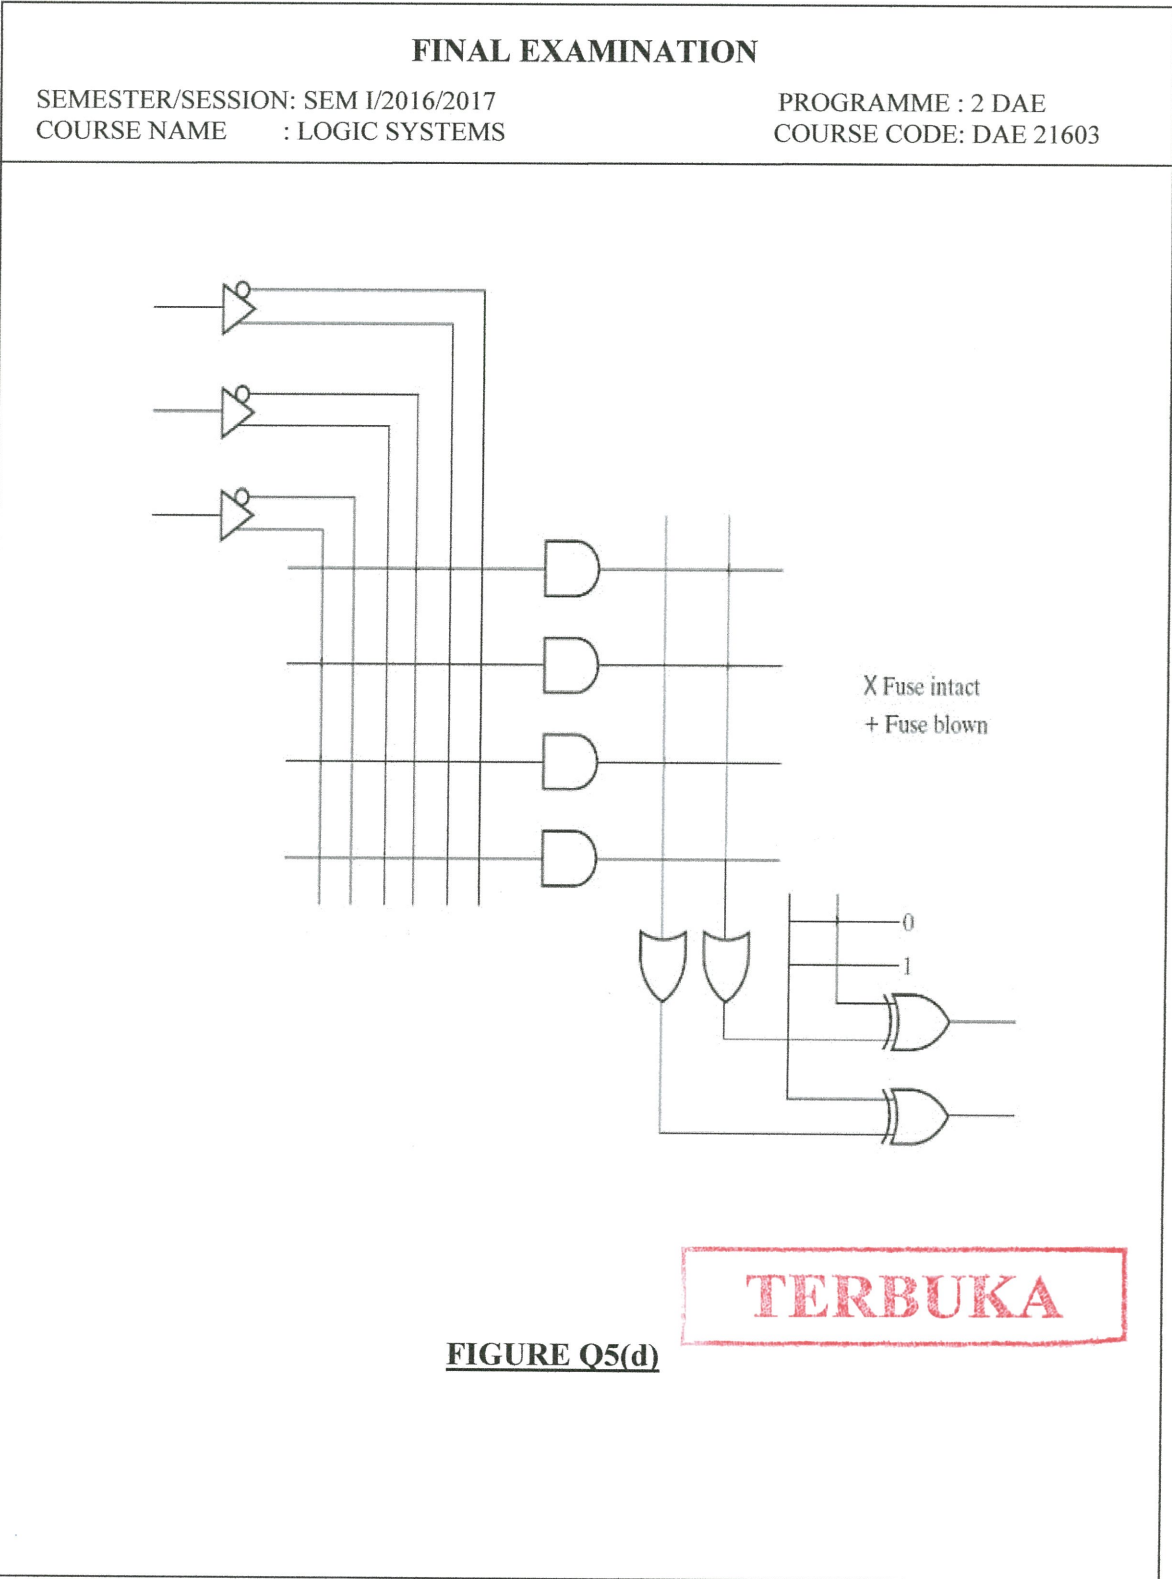 FINAL EXAMINATION
SEMESTER/SESSION: SEM I/2016/2017 PROGRAMME : 2 DAE
COURSE NAME : LOGIC SYSTEMS COURSE CODE: DAE 21603
X Fuse intact
+ Fuse blown
0
1
TERBUKA
FIGURE Q5(d)